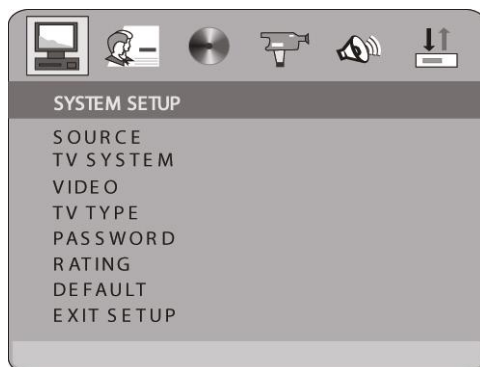 SYSTEM SETUP
SOURCE
TV SYSTEM
VIDEO
TV TYPE
PASSWORD
RATING
DEFAULT
EXIT SETUP